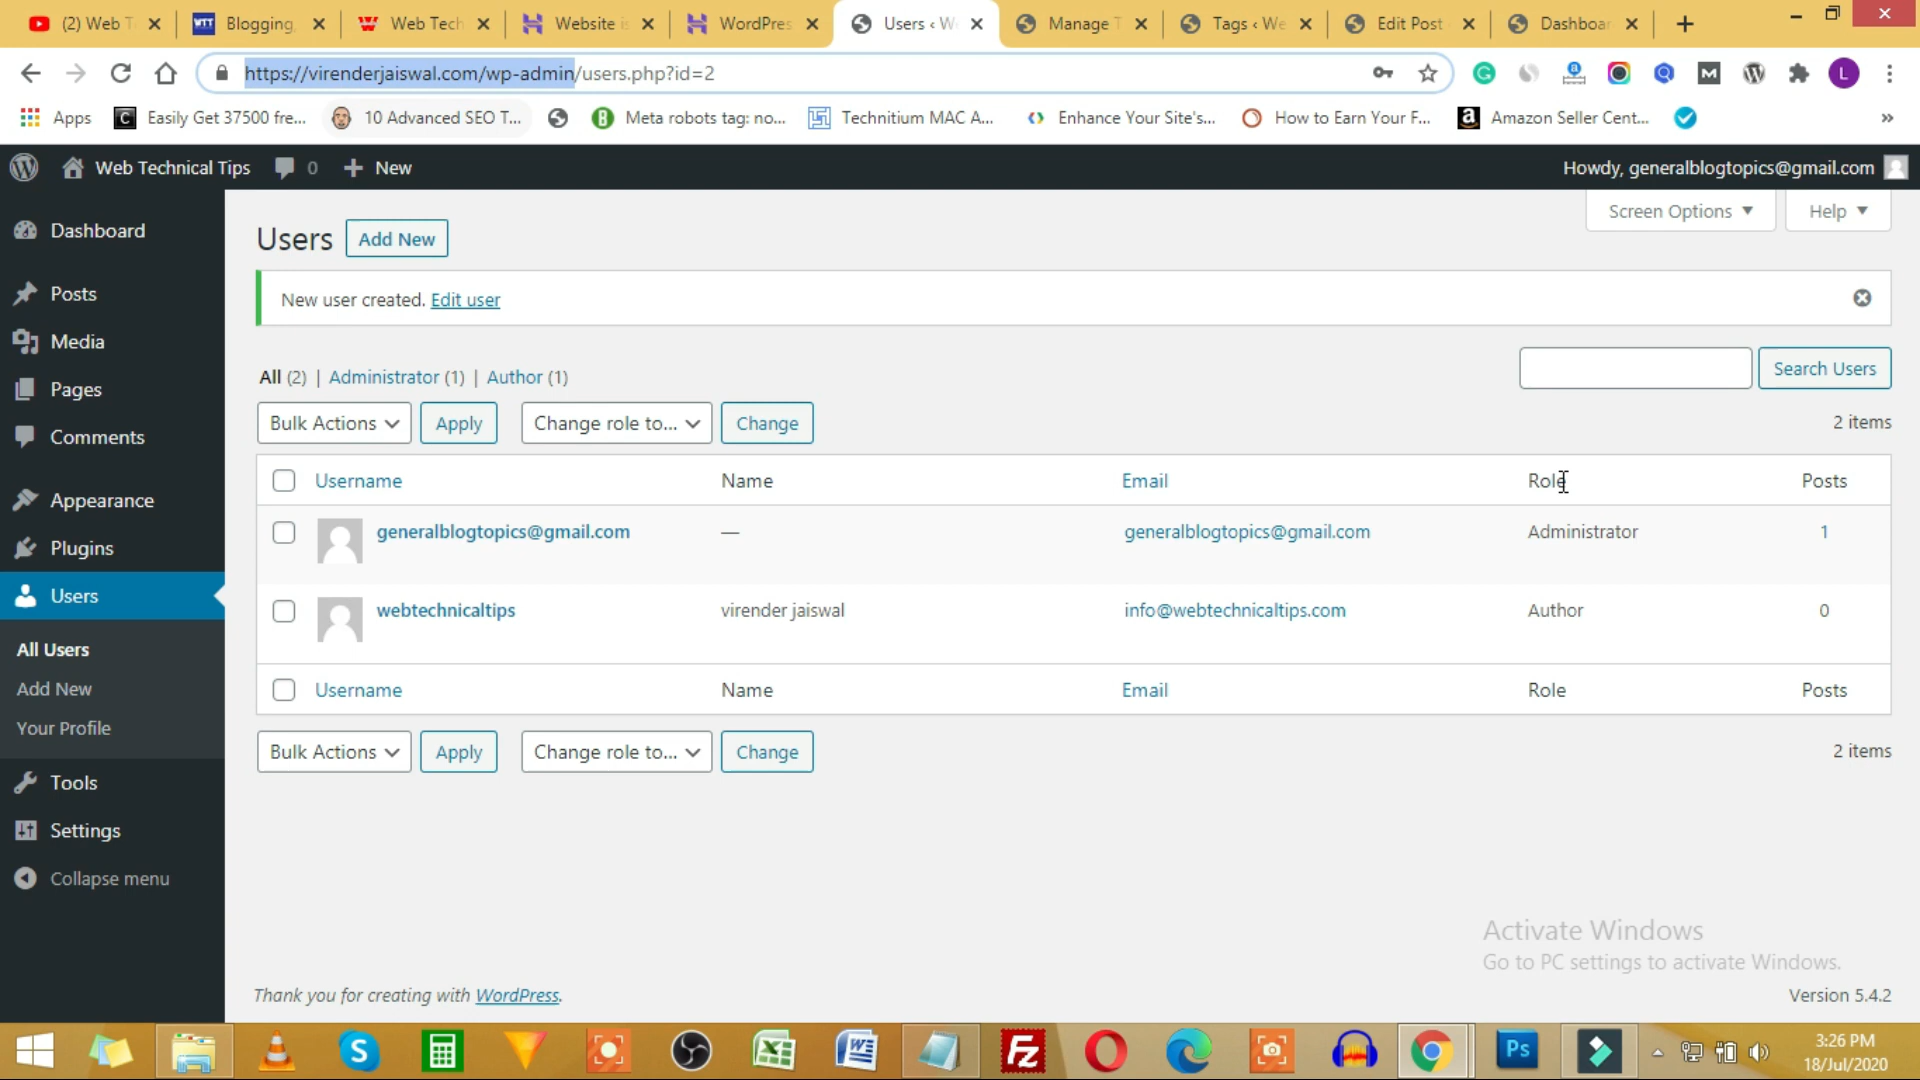 (2) Web T
Blogging,
Web Tech
Website is
WordPres
Users ‹ W
Manage T
Tags ‹ We
Edit Post
Dashboar
https://virenderjaiswal.com/wp-admin/users.php?id=2
Apps
Easily Get 37500 fre...
10 Advanced SEO T...
Meta robots tag: no...
Technitium MAC A...
Enhance Your Site's...
How to Earn Your F...
Amazon Seller Cent...
»
Web Technical Tips
0
New
Howdy, generalblogtopics@gmail.com
Dashboard
Posts
Media
Pages
Comments
Appearance
Plugins
Users
All Users
Add New
Your Profile
Tools
Settings
Collapse menu
Screen Options
Help
Users
Add New
New user created. Edit user
All (2) | Administrator (1) | Author (1)
Search Users
Bulk Actions
Apply
Change role to...
Change
2 items
Username Name Email Role Posts
generalblogtopics@gmail.com — generalblogtopics@gmail.com Administrator 1
webtechnicaltips virender jaiswal info@webtechnicaltips.com Author 0
Username Name Email Role Posts
Bulk Actions
Apply
Change role to...
Change
2 items
Activate Windows
Go to PC settings to activate Windows.
Thank you for creating with WordPress.
Version 5.4.2
3:26 PM
18/Jul/2020